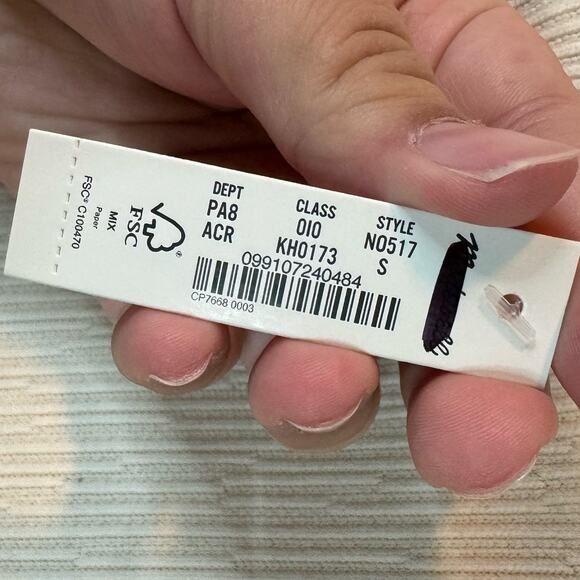 FSC® C100470
Paper
MIX
FSC
®
DEPT CLASS STYLE
PA8 010 N0517
ACR KH0173 S
099107240484
CP7668 0003